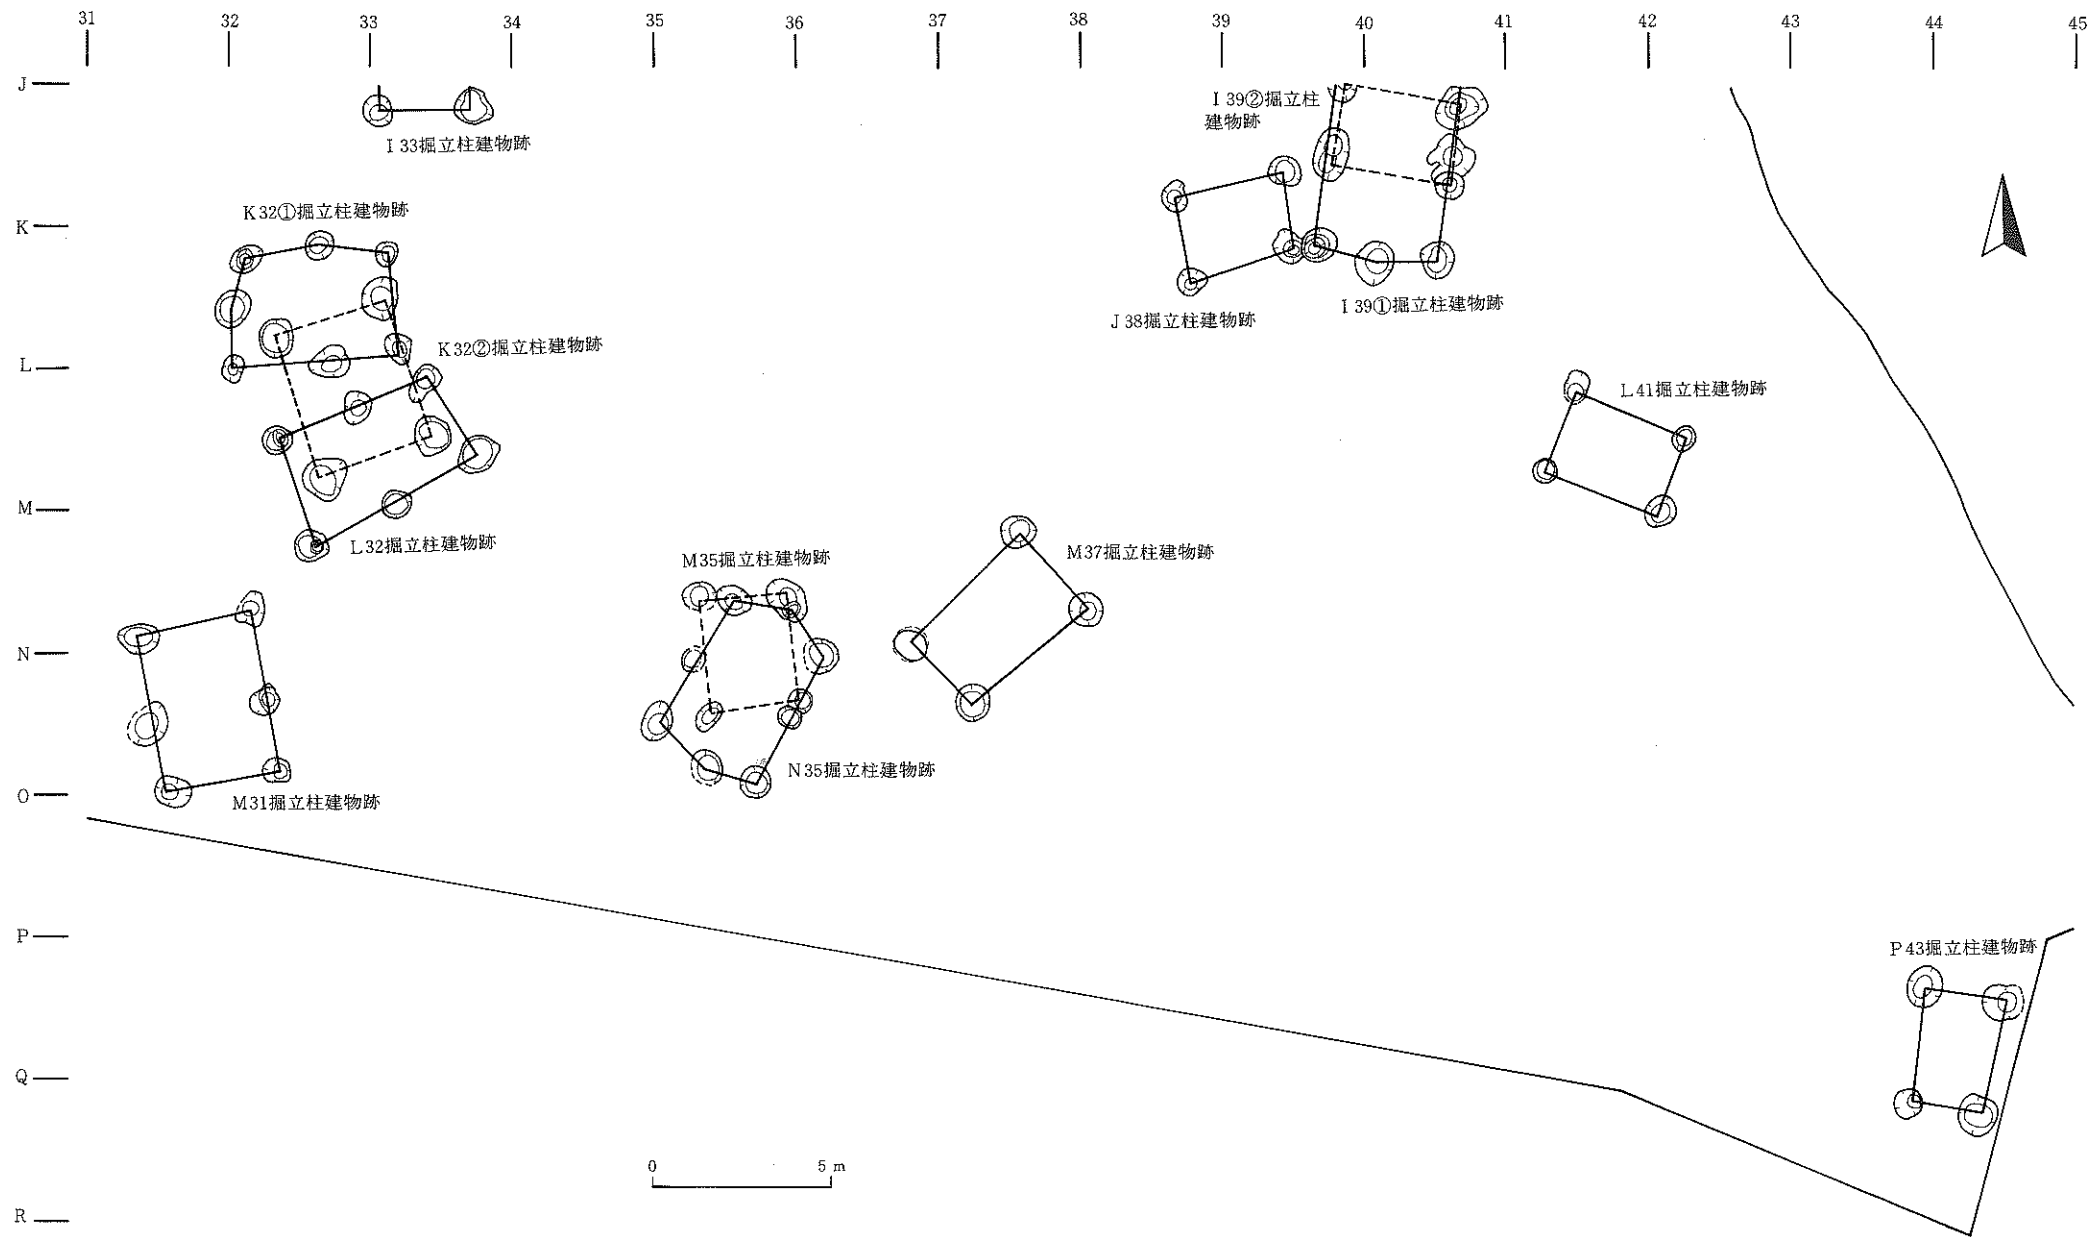 31 32 33 34 35 36 37 38 39 40 41 42 43 44 45
J
I 39②掘立柱
建物跡
I 33掘立柱建物跡
K 32①掘立柱建物跡
K
I 39①掘立柱建物跡
J 38掘立柱建物跡
K 32②掘立柱建物跡
L
L 41掘立柱建物跡
M
L 32掘立柱建物跡
M37掘立柱建物跡
M35掘立柱建物跡
N
N 35掘立柱建物跡
O
M31掘立柱建物跡
P
P 43掘立柱建物跡
Q
0 5 m
R